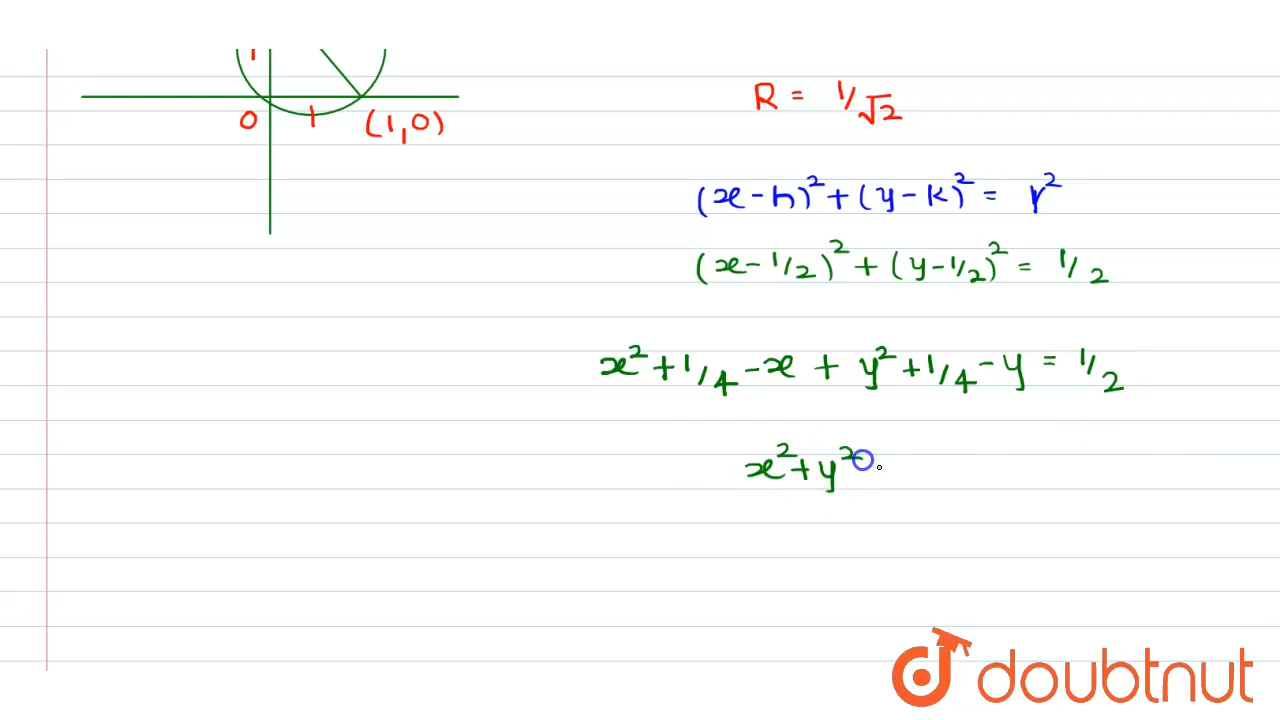 1
0 1 (1,0)
R = 1/√2
(x-h)² + (y-k)² = r²
(x-1/2)² + (y-1/2)² = 1/2
x² + 1/4 - x + y² + 1/4 - y = 1/2
x² + y²
doubtnut